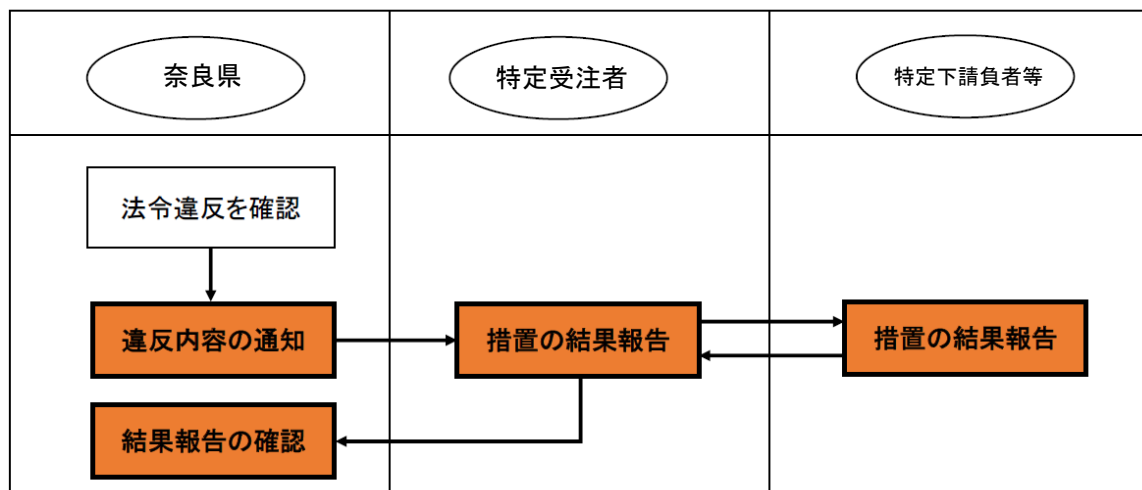 奈良県
特定受注者
特定下請負者等
法令違反を確認
違反内容の通知
措置の結果報告
措置の結果報告
結果報告の確認